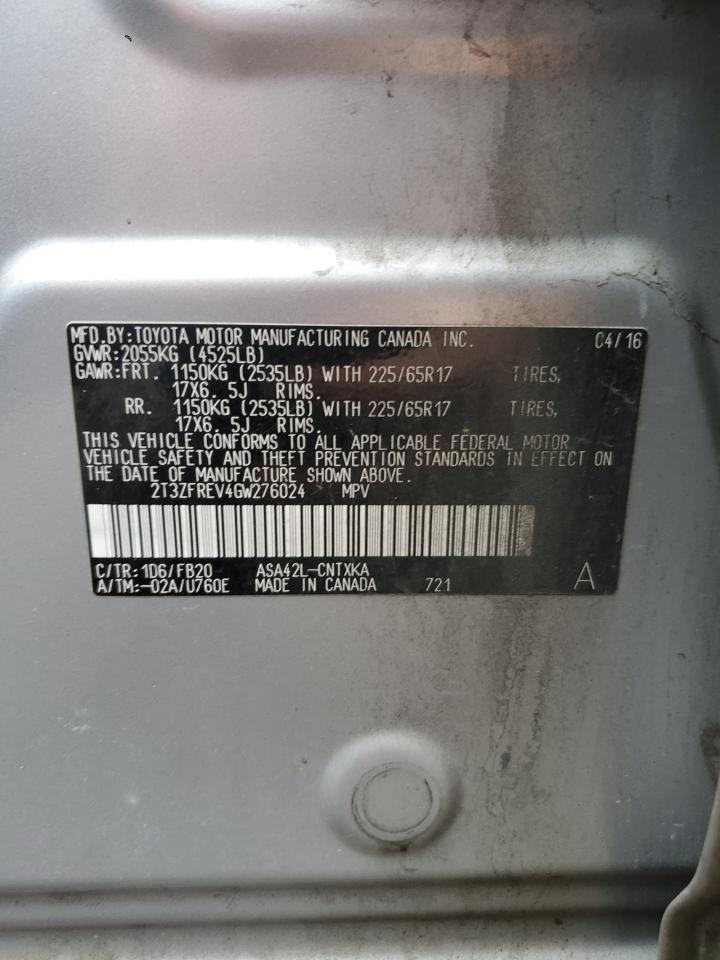 MFD.BY:TOYOTA MOTOR MANUFACTURING CANADA INC. 04/16
GVWR:2055KG (4525LB)
GAWR:FRT. 1150KG (2535LB) WITH 225/65R17 TIRES,
17X6. 5J RIMS.
RR. 1150KG (2535LB) WITH 225/65R17 TIRES,
17X6. 5J RIMS.
THIS VEHICLE CONFORMS TO ALL APPLICABLE FEDERAL MOTOR
VEHICLE SAFETY AND THEFT PREVENTION STANDARDS IN EFFECT ON
THE DATE OF MANUFACTURE SHOWN ABOVE.
2T3ZFREV4GW276024 MPV
C/TR:1D6/FB20 ASA42L-CNTXKA
A/TM:-02A/U760E MADE IN CANADA 721 A